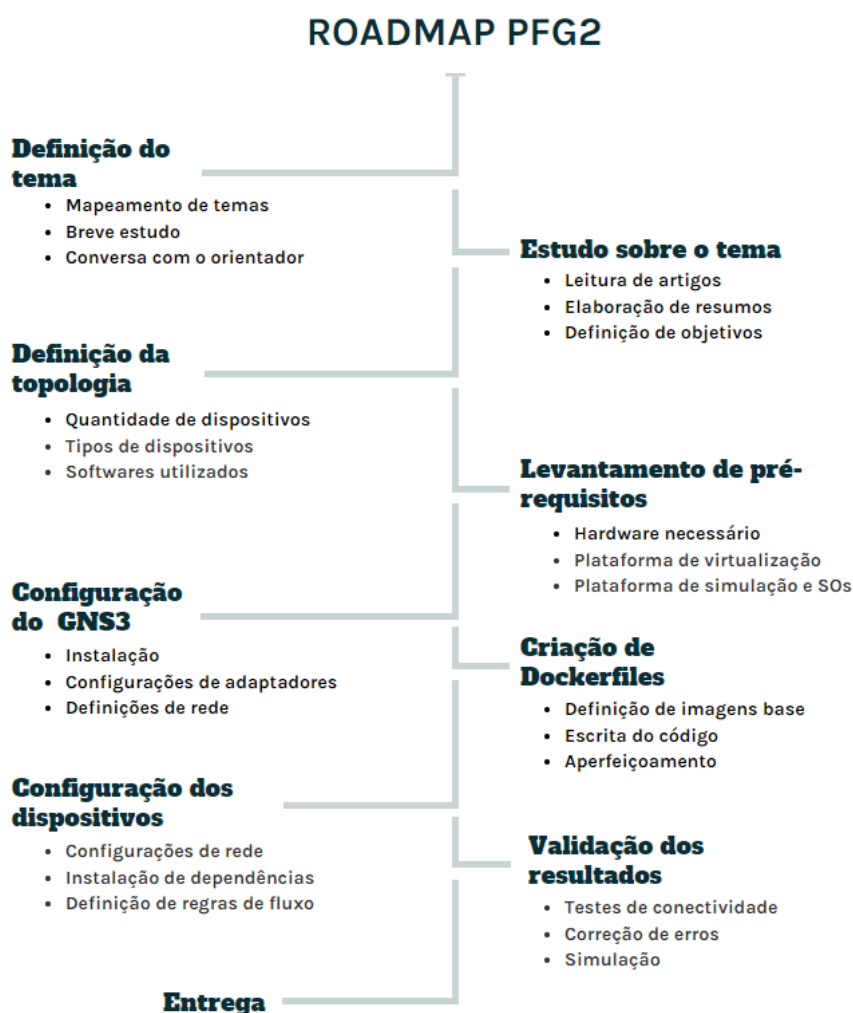 ROADMAP PFG2
Definição do
tema
• Mapeamento de temas
• Breve estudo
• Conversa com o orientador
Estudo sobre o tema
• Leitura de artigos
• Elaboração de resumos
• Definição de objetivos
Definição da
topologia
• Quantidade de dispositivos
• Tipos de dispositivos
• Softwares utilizados
Levantamento de pré-
requisitos
• Hardware necessário
• Plataforma de virtualização
• Plataforma de simulação e SOs
Configuração
do GNS3
• Instalação
• Configurações de adaptadores
• Definições de rede
Criação de
Dockerfiles
• Definição de imagens base
• Escrita do código
• Aperfeiçoamento
Configuração dos
dispositivos
• Configurações de rede
• Instalação de dependências
• Definição de regras de fluxo
Validação dos
resultados
• Testes de conectividade
• Correção de erros
• Simulação
Entrega